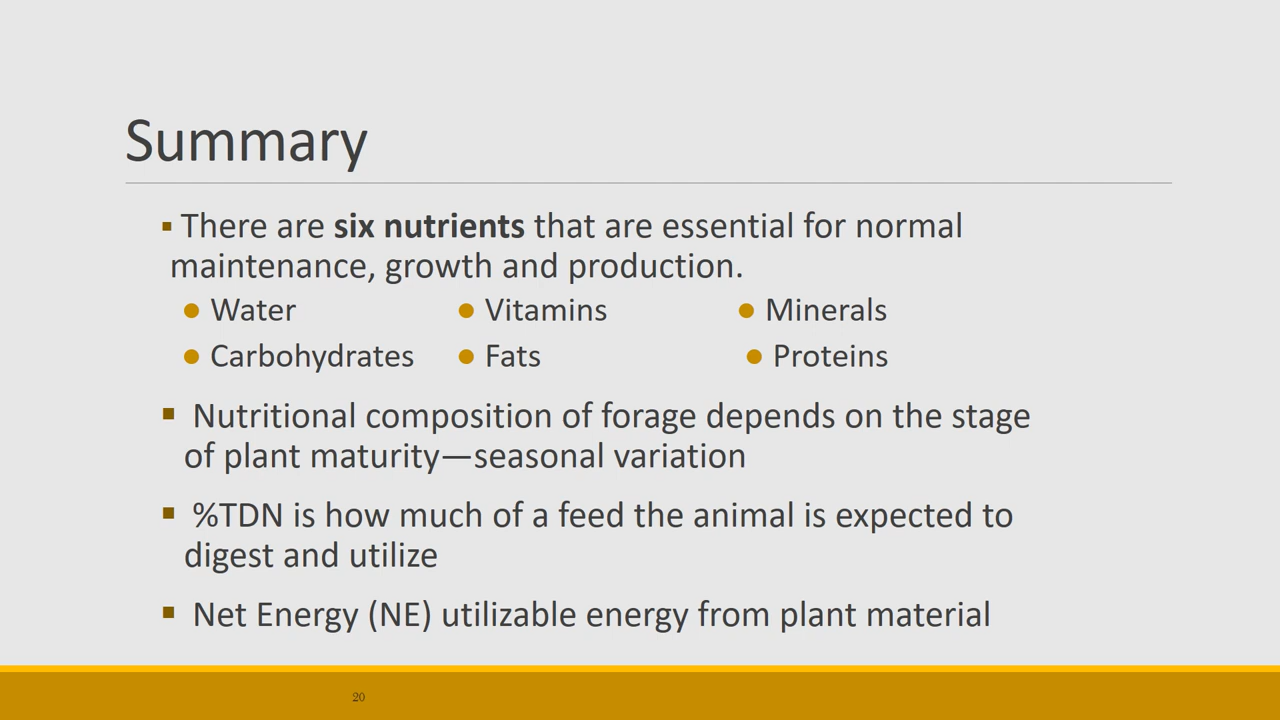 Summary
▪ There are six nutrients that are essential for normal
maintenance, growth and production.
● Water ● Vitamins ● Minerals
● Carbohydrates ● Fats ● Proteins
▪ Nutritional composition of forage depends on the stage
of plant maturity—seasonal variation
▪ %TDN is how much of a feed the animal is expected to
digest and utilize
▪ Net Energy (NE) utilizable energy from plant material
20